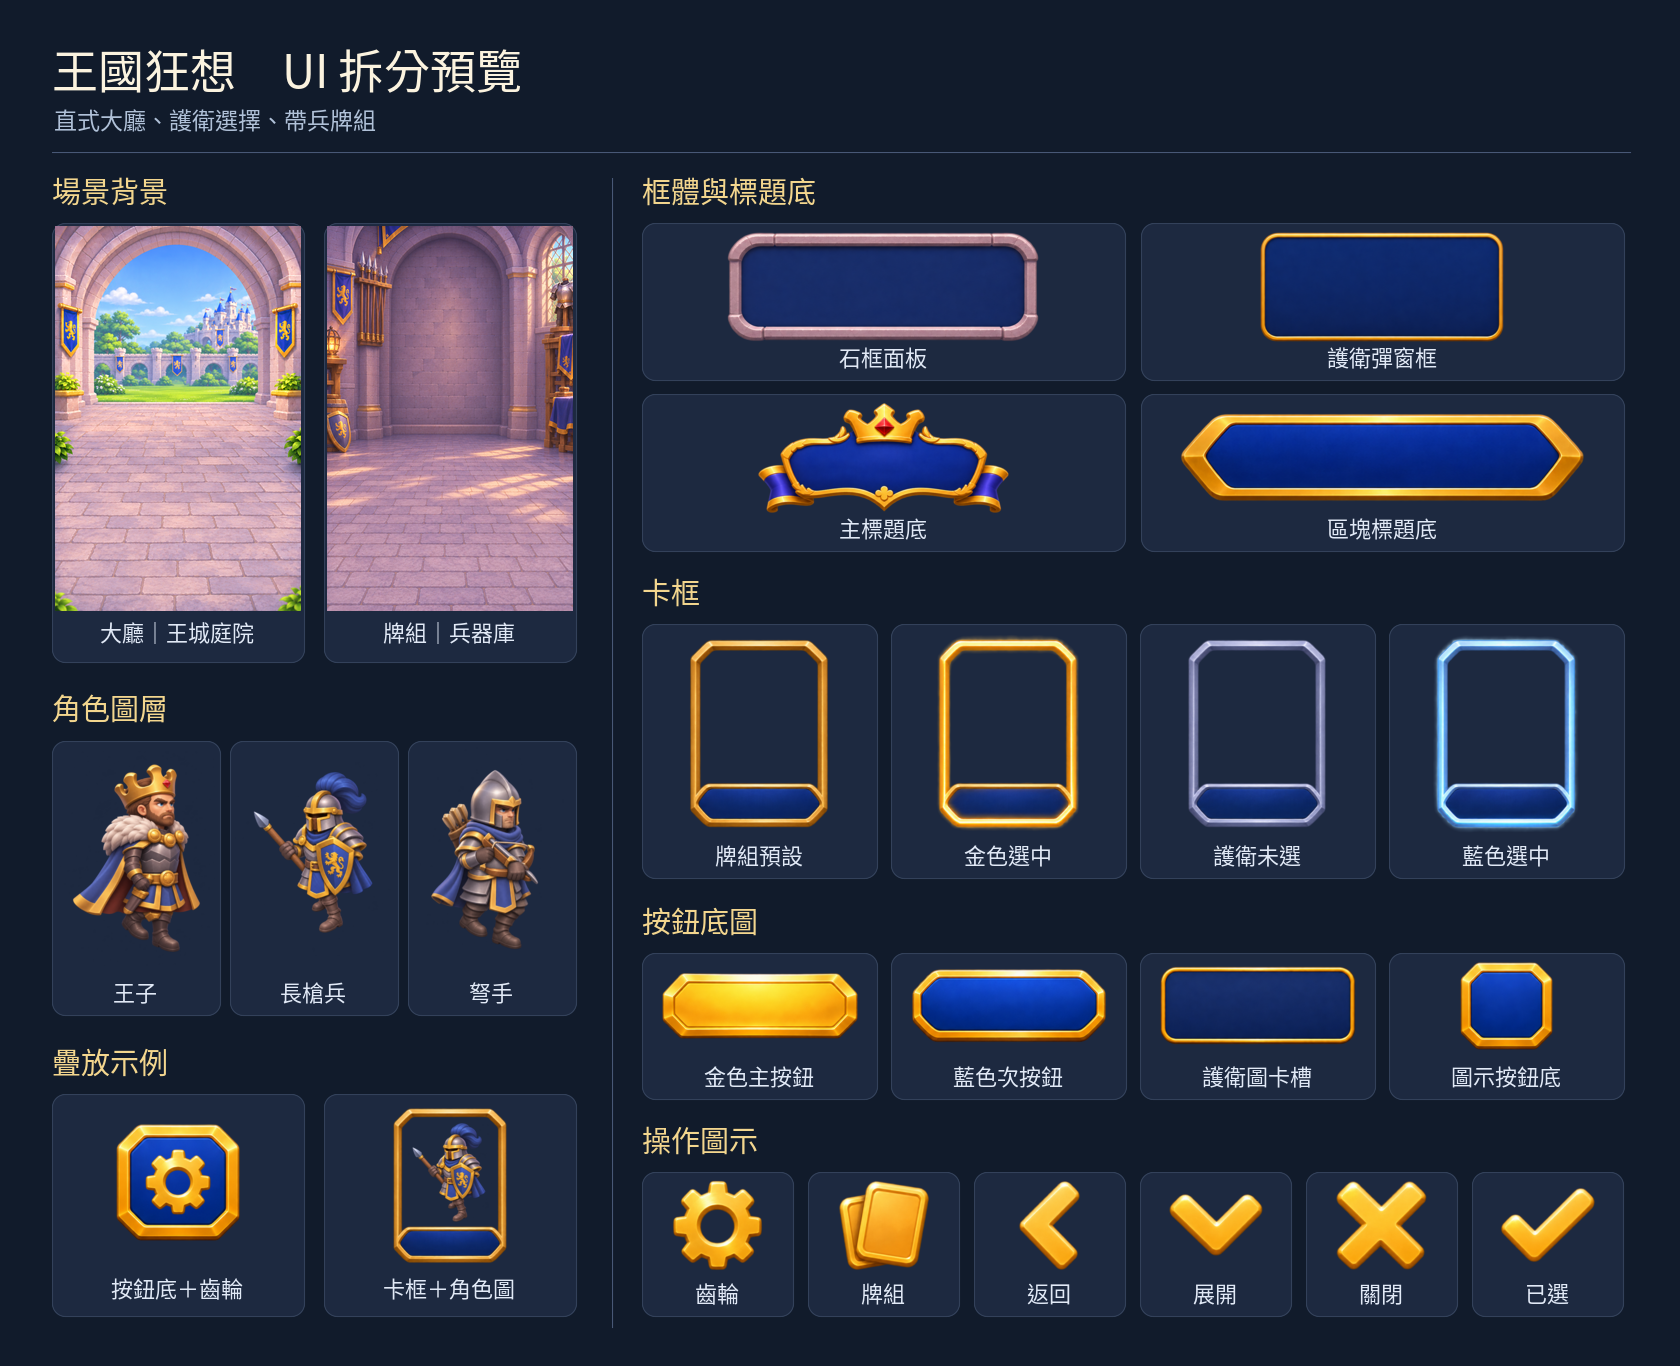 王國狂想　UI 拆分預覽
直式大廳、護衛選擇、帶兵牌組
場景背景
大廳｜王城庭院
牌組｜兵器庫
角色圖層
王子
長槍兵
弩手
疊放示例
按鈕底＋齒輪
卡框＋角色圖
框體與標題底
石框面板
護衛彈窗框
主標題底
區塊標題底
卡框
牌組預設
金色選中
護衛未選
藍色選中
按鈕底圖
金色主按鈕
藍色次按鈕
護衛圖卡槽
圖示按鈕底
操作圖示
齒輪
牌組
返回
展開
關閉
已選